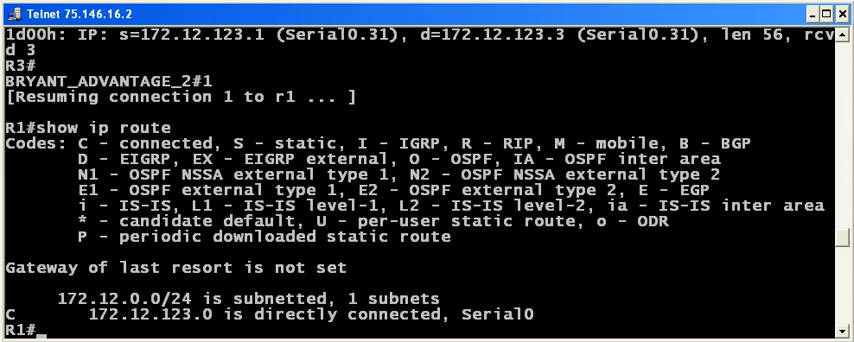 Telnet 75.146.16.2
1d00h: IP: s=172.12.123.1 (Serial0.31), d=172.12.123.3 (Serial0.31), len 56, rcv
d 3
R3#
BRYANT_ADVANTAGE_2#1
[Resuming connection 1 to r1 ... ]
R1#show ip route
Codes: C - connected, S - static, I - IGRP, R - RIP, M - mobile, B - BGP
D - EIGRP, EX - EIGRP external, O - OSPF, IA - OSPF inter area
N1 - OSPF NSSA external type 1, N2 - OSPF NSSA external type 2
E1 - OSPF external type 1, E2 - OSPF external type 2, E - EGP
i - IS-IS, L1 - IS-IS level-1, L2 - IS-IS level-2, ia - IS-IS inter area
* - candidate default, U - per-user static route, o - ODR
P - periodic downloaded static route
Gateway of last resort is not set
172.12.0.0/24 is subnetted, 1 subnets
C 172.12.123.0 is directly connected, Serial0
R1#_